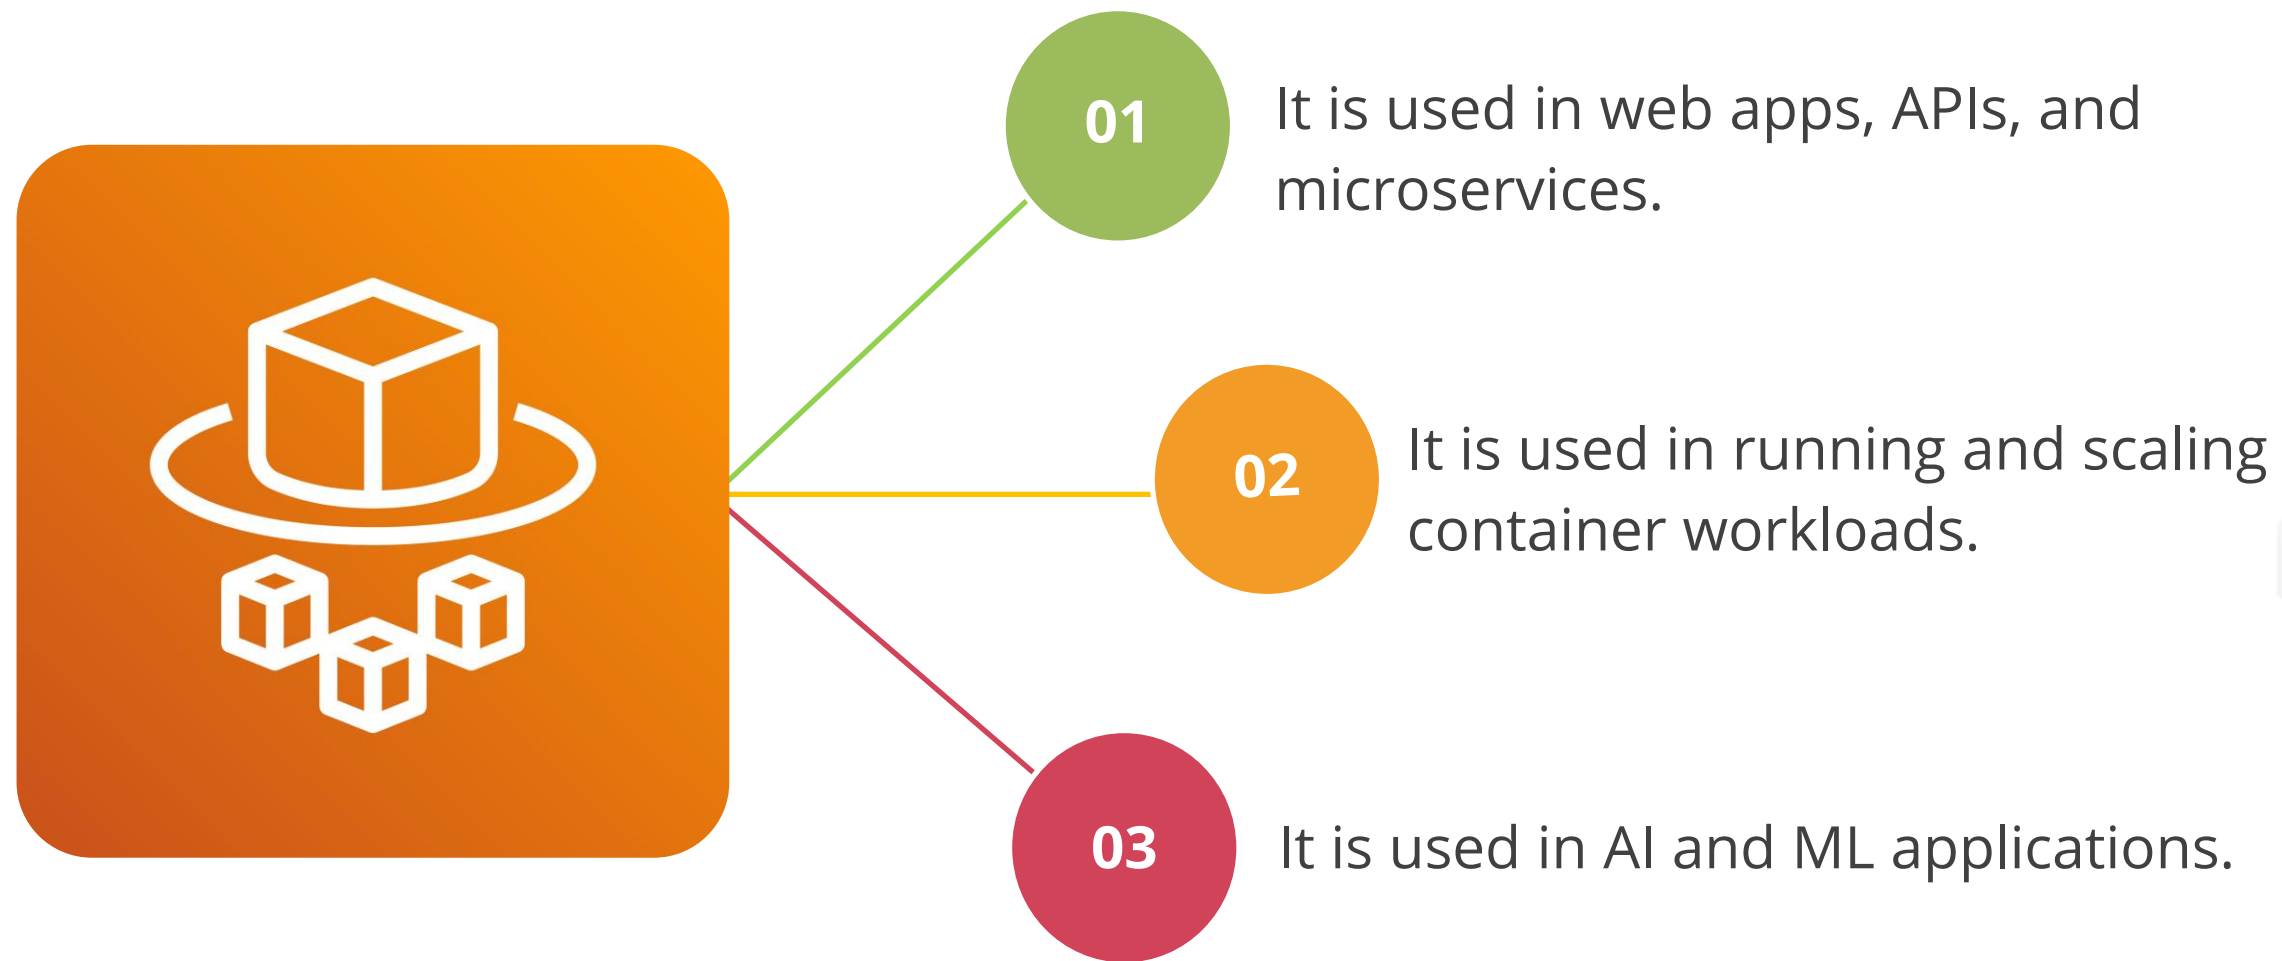 01
It is used in web apps, APIs, and
microservices.
02
It is used in running and scaling
container workloads.
03
It is used in AI and ML applications.